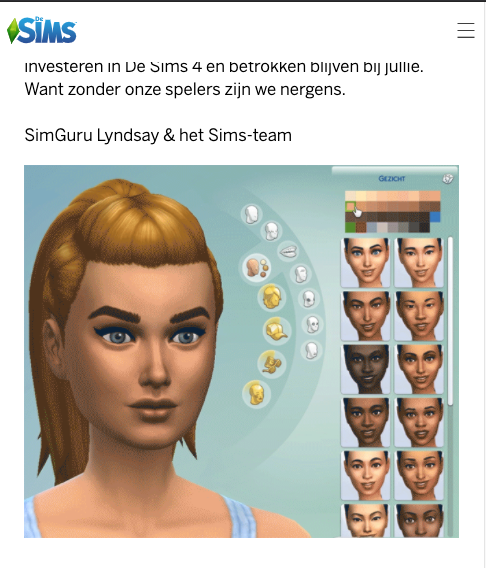 De
SiMS
investeren in De Sims 4 en betrokken blijven bij jullie.
Want zonder onze spelers zijn we nergens.
SimGuru Lyndsay & het Sims-team
GEZICHT